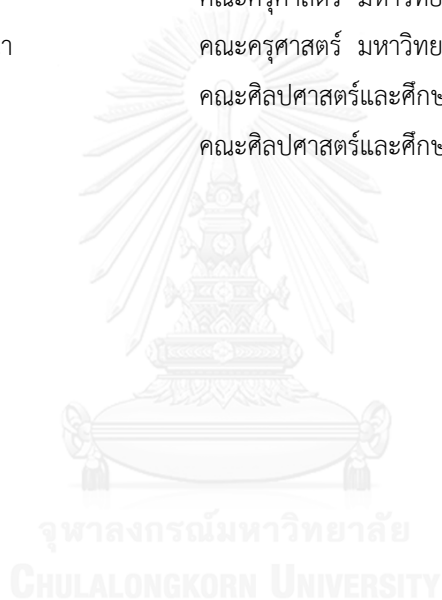 คณะครุศาสตร์ มหาวิทย
า คณะครุศาสตร์ มหาวิทย
คณะศิลปศาสตร์และศึกษ
คณะศิลปศาสตร์และศึกษ
จุฬาลงกรณ์มหาวิทยาลัย
CHULALONGKORN UNIVERSITY